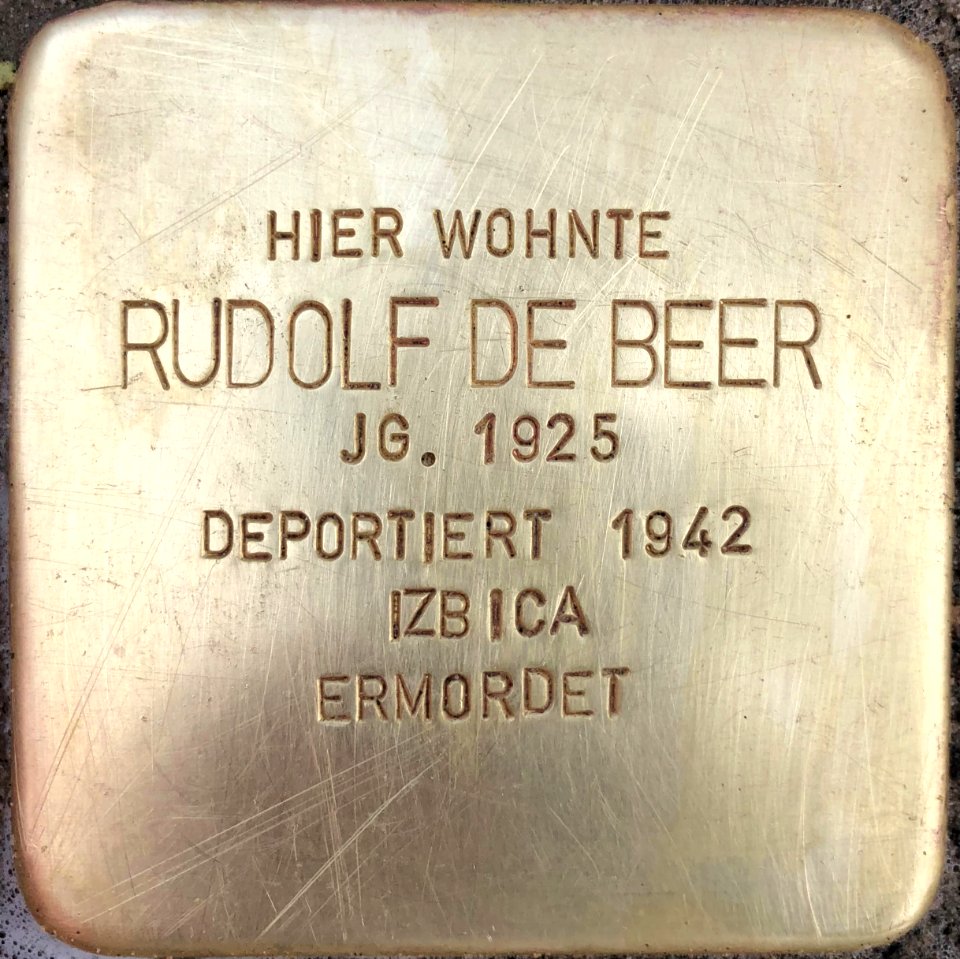 HIER WOHNTE
RUDOLF DE BEER
JG. 1925
DEPORTIERT 1942
IZBICA
ERMORDET